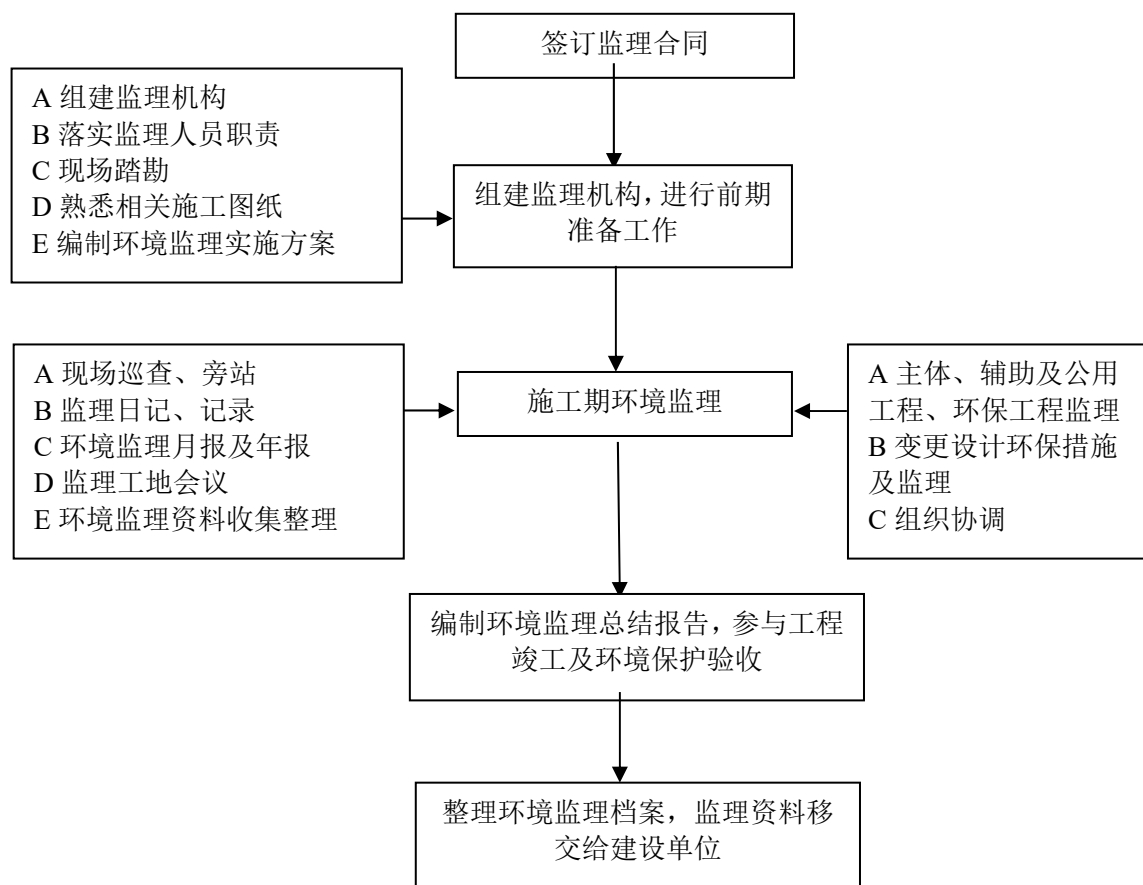 签订监理合同
A 组建监理机构
B 落实监理人员职责
C 现场踏勘
D 熟悉相关施工图纸
E 编制环境监理实施方案
组建监理机构，进行前期
准备工作
A 现场巡查、旁站
B 监理日记、记录
C 环境监理月报及年报
D 监理工地会议
E 环境监理资料收集整理
施工期环境监理
A 主体、辅助及公用
工程、环保工程监理
B 变更设计环保措施
及监理
C 组织协调
编制环境监理总结报告，参与工程
竣工及环境保护验收
整理环境监理档案，监理资料移
交给建设单位